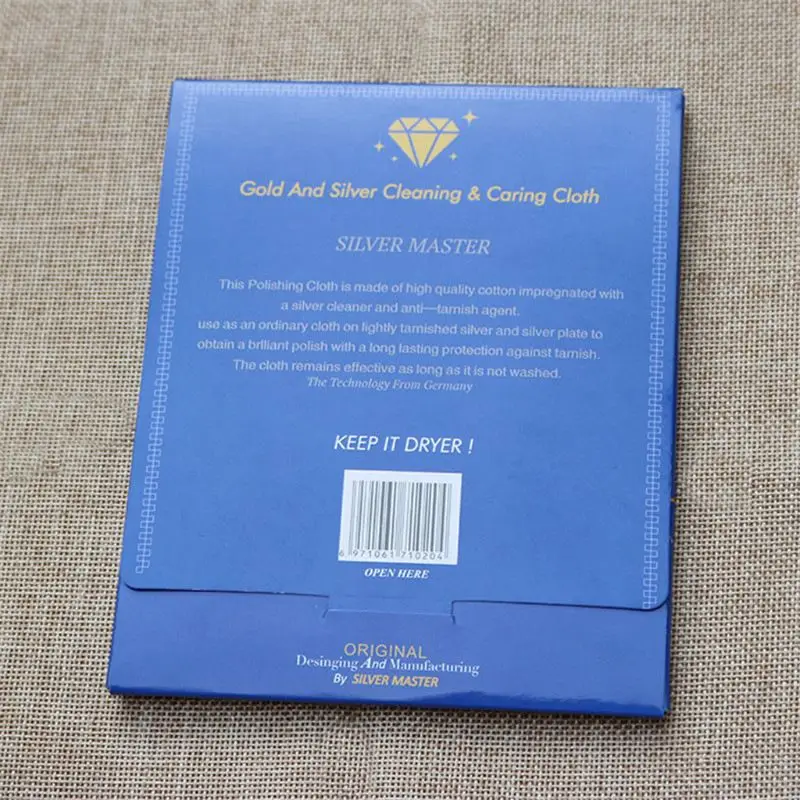 Gold And Silver Cleaning & Caring Cloth
SILVER MASTER
This Polishing Cloth is made of high quality cotton impregnated with
a silver cleaner and anti—tarnish agent.
use as an ordinary cloth on lightly tarnished silver and silver plate to
obtain a brlliant polish with a long lasting protection against tarnish.
The cloth remains effective as long as it is not washed.
The Technology From Germany
KEEP IT DRYER !
6 971061 710204
OPEN HERE
ORIGINAL
Desinging And Manufacturing
By SILVER MASTER